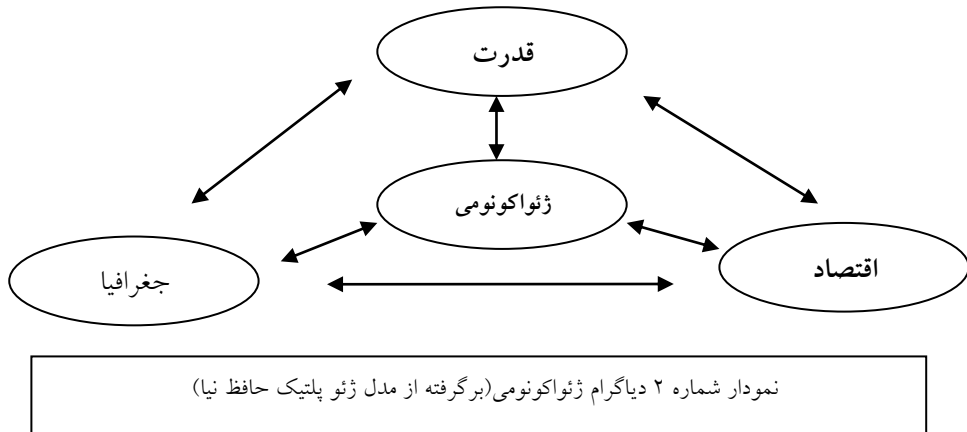 قدرت
ژئواکونومی
اقتصاد
جغرافیا
نمودار شماره ۲ دیاگرام ژئواکونومی(برگرفته از مدل ژئو پلتیک حافظ نیا)